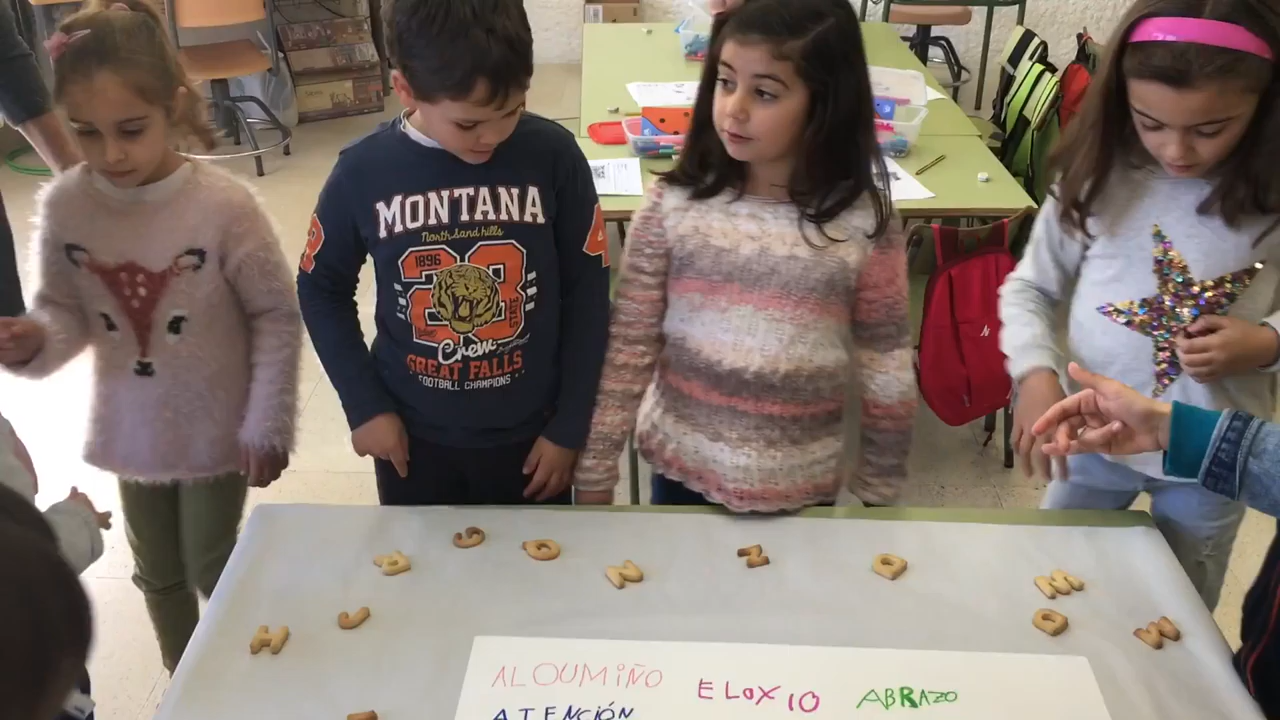 MONTANA
North Sand hills
1896
23
STATE
Crew
GREAT FALLS
FOOTBALL CHAMPIONS
ALOUMIÑO ELOXIO ABRAZO
ATENCIÓN